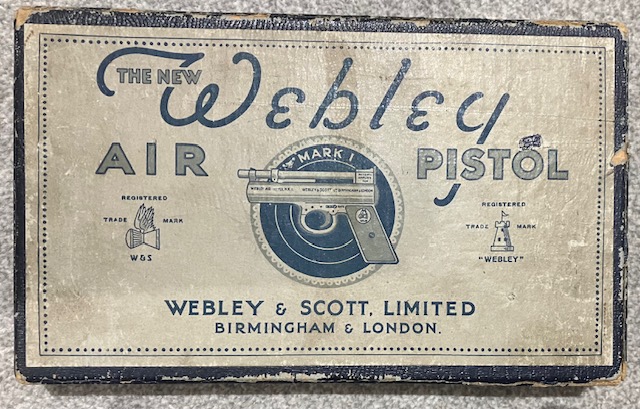 THE NEW
Webley
AIR PISTOL
MARK I
REGISTERED
TRADE MARK
W&S
REGISTERED
TRADE MARK
"WEBLEY"
WEBLEY & SCOTT, LIMITED
BIRMINGHAM & LONDON.